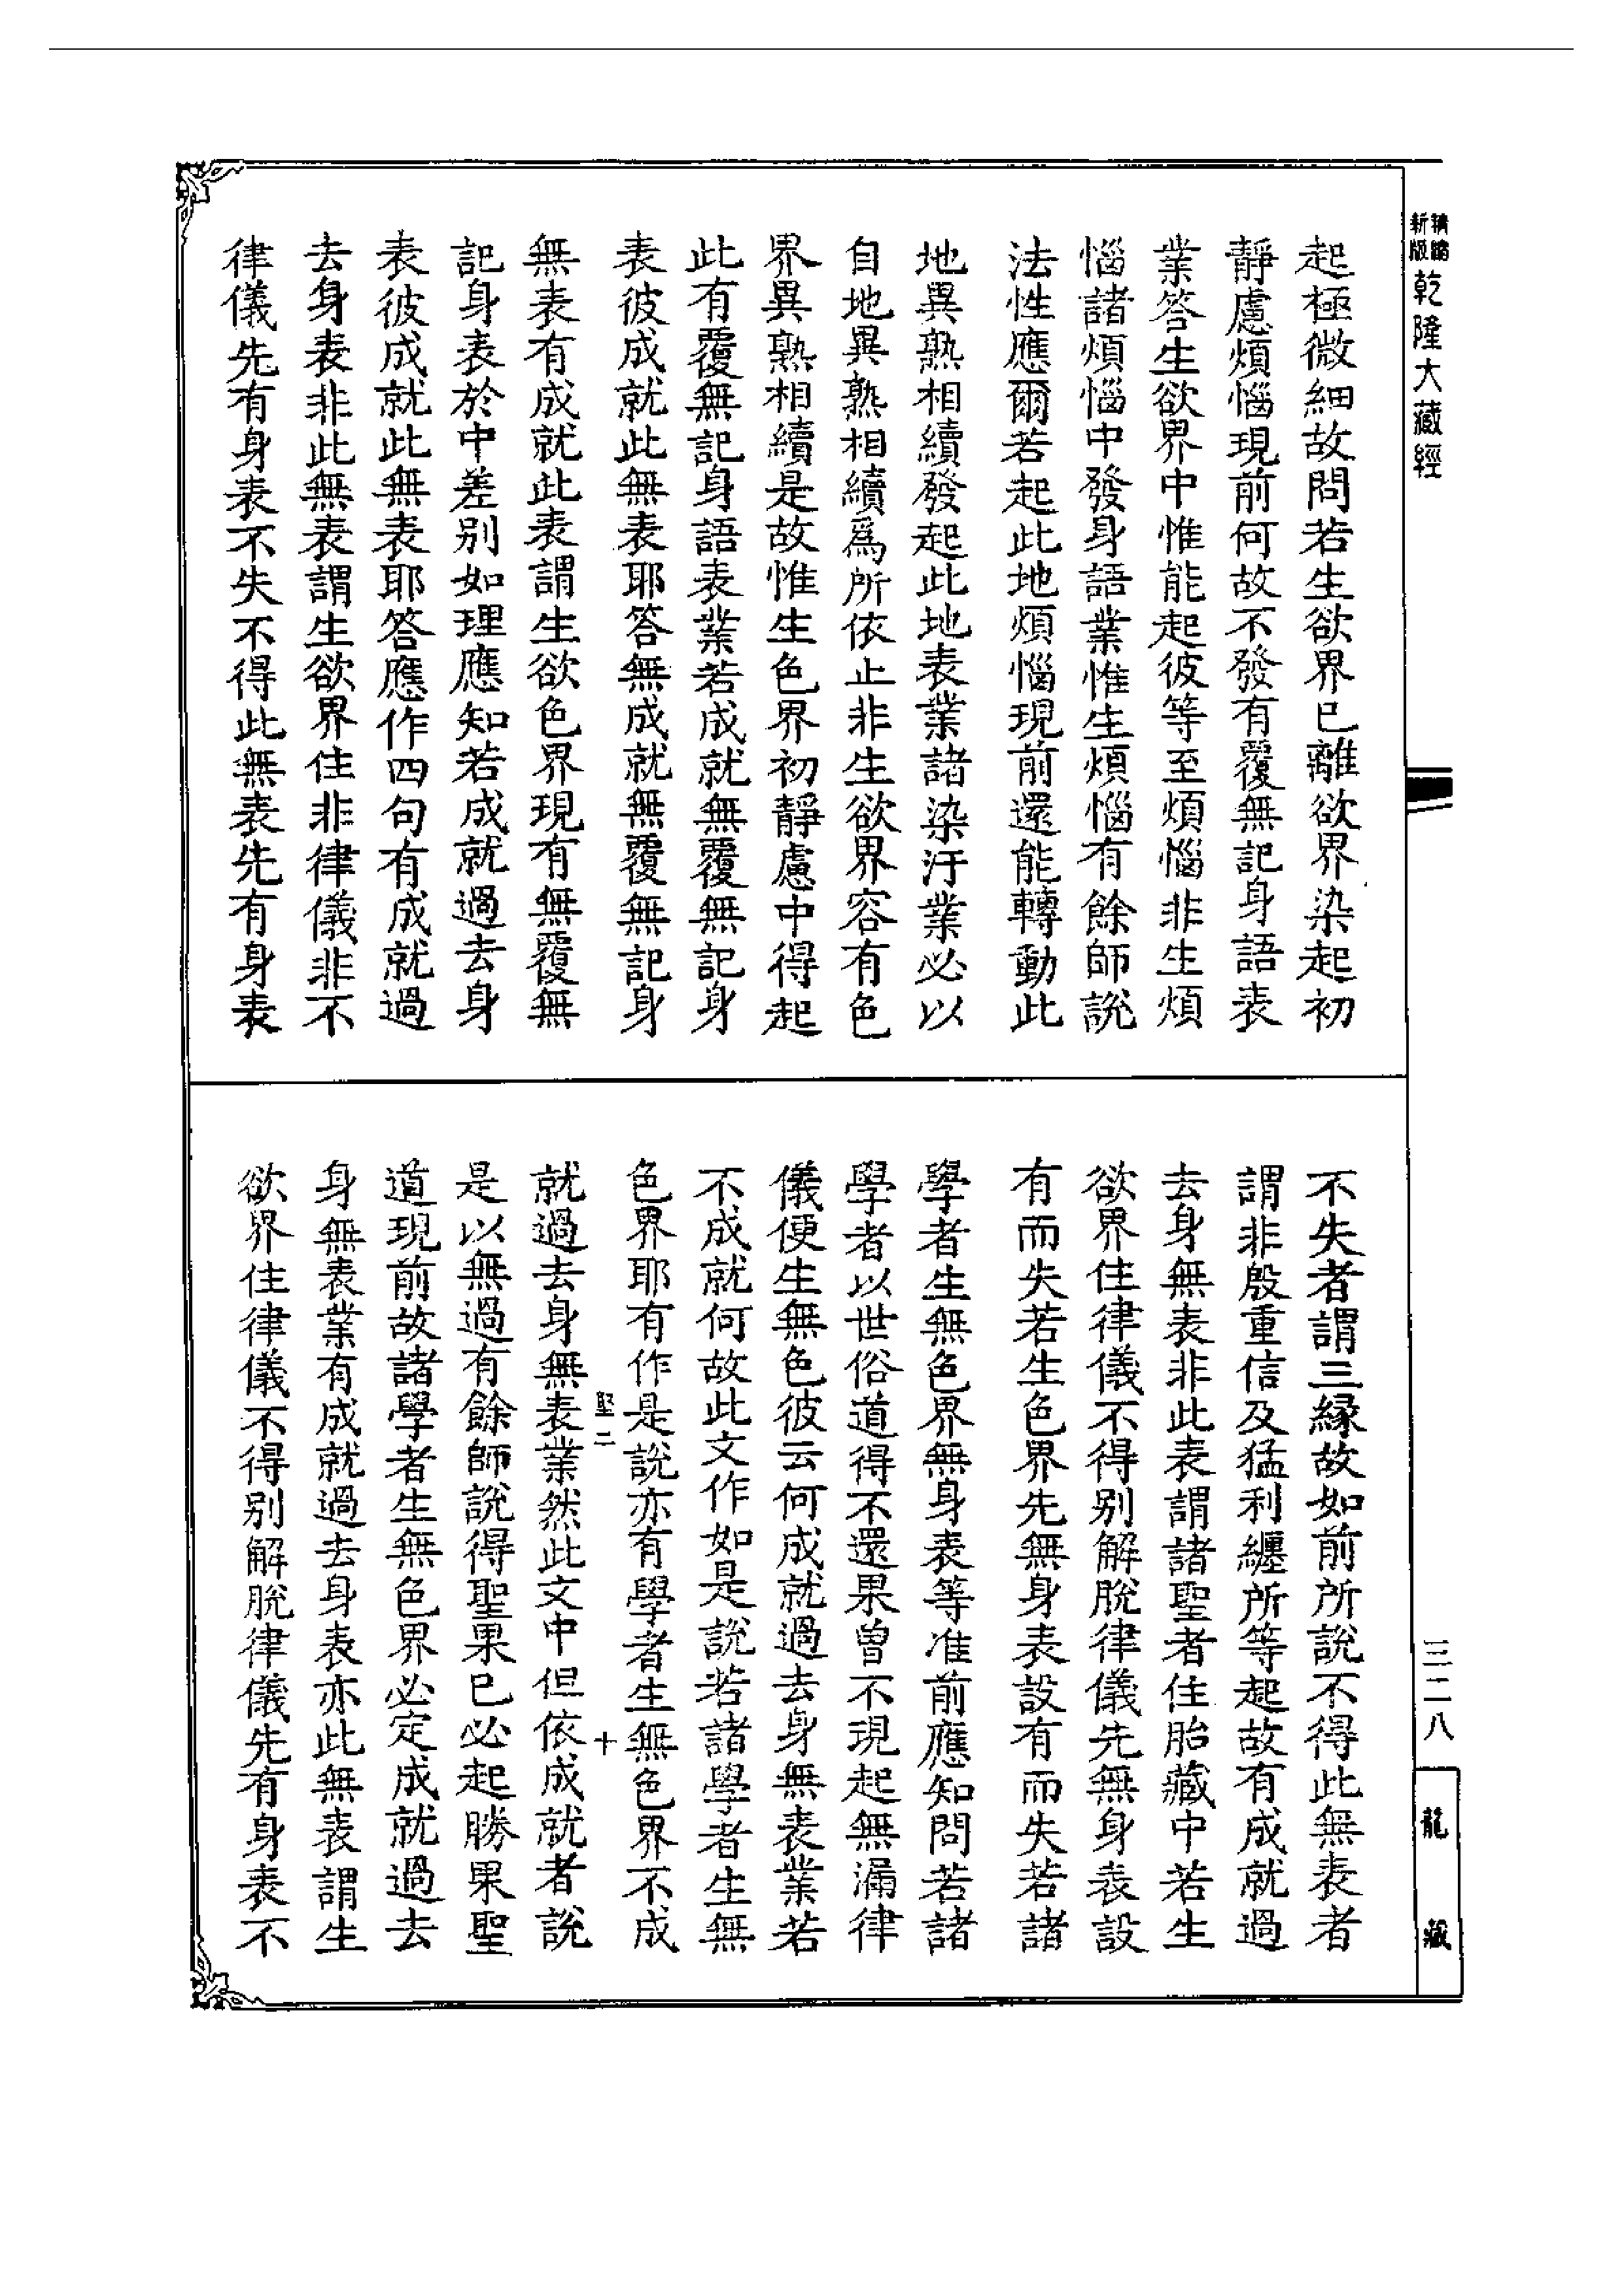 精縮
新版
乾隆大藏經
起極微細故問若生欲界已離欲界染起初
靜慮煩惱現前何故不發有覆無記身語表
業答生欲界中惟能起彼等至煩惱非生煩
惱諸煩惱中發身語業惟生煩惱有餘師說
法性應爾若起此地煩惱現前還能轉動此
地異熟相續發起此地表業諸染汙業必以
自地異熟相續爲所依止非生欲界容有色
界異熟相續是故惟生色界初靜慮中得起
此有覆無記身語表業若成就無覆無記身
表彼成就此無表耶答無成就無覆無記身
無表有成就此表謂生欲色界現有無覆無
記身表於中差別如理應知若成就過去身
表彼成就此無表耶答應作四句有成就過
去身表非此無表謂生欲界住非律儀非不
律儀先有身表不失不得此無表先有身表
不失者謂三緣故如前所說不得此無表者
謂非殷重信及猛利纏所等起故有成就過
去身無表非此表謂諸聖者住胎藏中若生
欲界住律儀不得別解脫律儀先無身表設
有而失若生色界先無身表設有而失若諸
學者生無色界無身表等准前應知問若諸
學者以世俗道得不還果曾不現起無漏律
儀便生無色彼云何成就過去身無表業若
不成就何故此文作如是說若諸學者生無
色界耶有作是說亦有學者生無色界不成
堅二
十
就過去身無表業然此文中但依成就者說
是以無過有餘師說得聖果已必起勝果聖
道現前故諸學者生無色界必定成就過去
身無表業有成就過去身表亦此無表謂生
欲界住律儀不得別解脫律儀先有身表不
三二八
龍藏